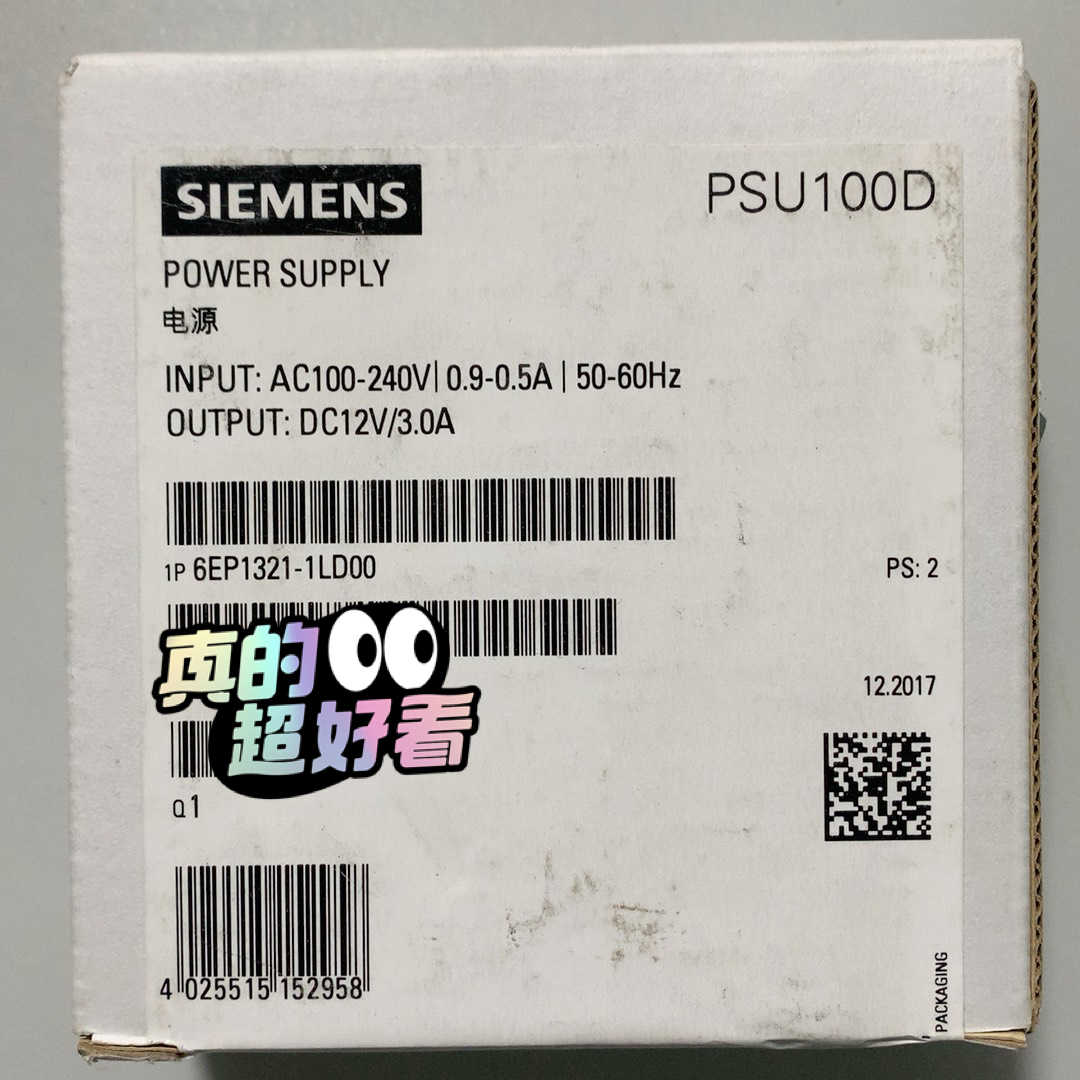 SIEMENS
PSU100D
POWER SUPPLY
电源
INPUT: AC100-240V| 0.9-0.5A | 50-60Hz
OUTPUT: DC12V/3.0A
1P 6EP1321-1LD00
PS: 2
真的
超好看
12.2017
Q 1
4 025515 152958
PACKAGING